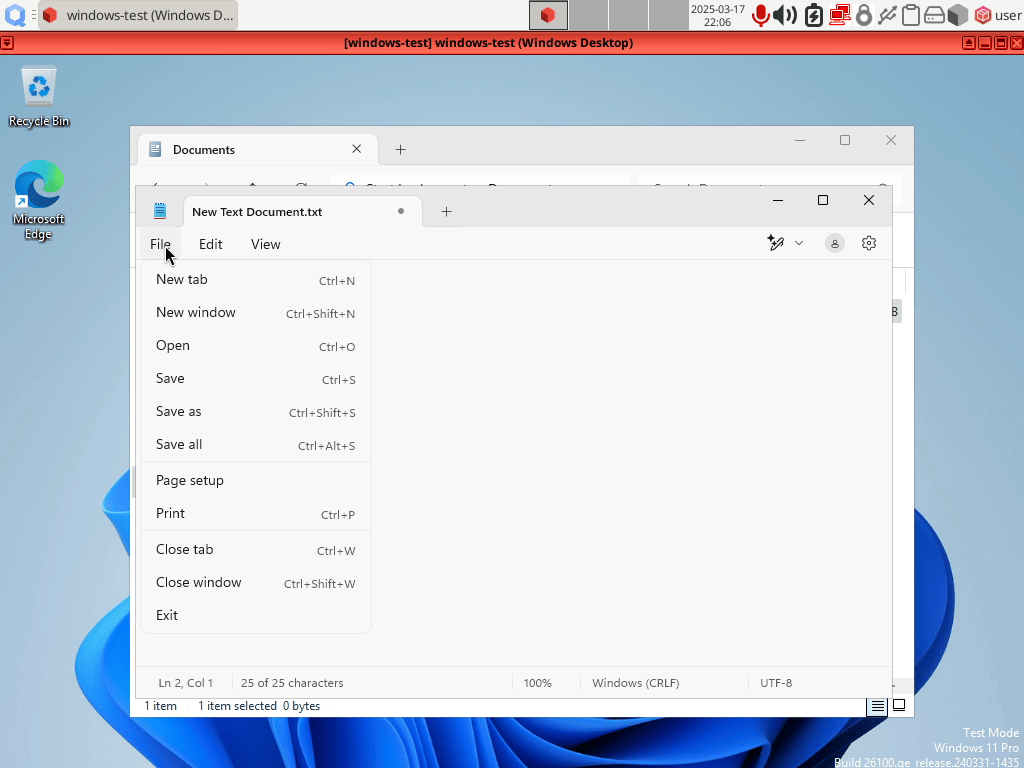 windows-test (Windows D...
2025-03-17
22:06
user
[windows-test] windows-test (Windows Desktop)
Recycle Bin
Microsoft
Edge
Documents
New Text Document.txt
File
Edit
View
New tab Ctrl+N
New window Ctrl+Shift+N
Open Ctrl+O
Save Ctrl+S
Save as Ctrl+Shift+S
Save all Ctrl+Alt+S
Page setup
Print Ctrl+P
Close tab Ctrl+W
Close window Ctrl+Shift+W
Exit
Ln 2, Col 1
25 of 25 characters
100%
Windows (CRLF)
UTF-8
1 item
1 item selected 0 bytes
Test Mode
Windows 11 Pro
Build 26100.ge_release.240331-1435